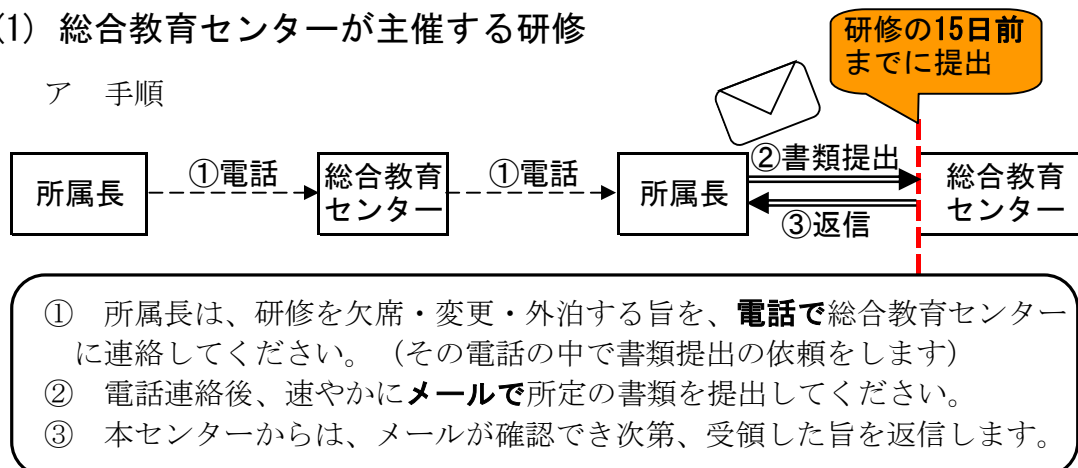 (1) 総合教育センターが主催する研修
研修の15日前
までに提出
ア 手順
所属長
①電話
総合教育
センター
①電話
所属長
②書類提出
③返信
総合教育
センター
① 所属長は、研修を欠席・変更・外泊する旨を、電話で総合教育センター
に連絡してください。（その電話の中で書類提出の依頼をします）
② 電話連絡後、速やかにメールで所定の書類を提出してください。
③ 本センターからは、メールが確認でき次第、受領した旨を返信します。